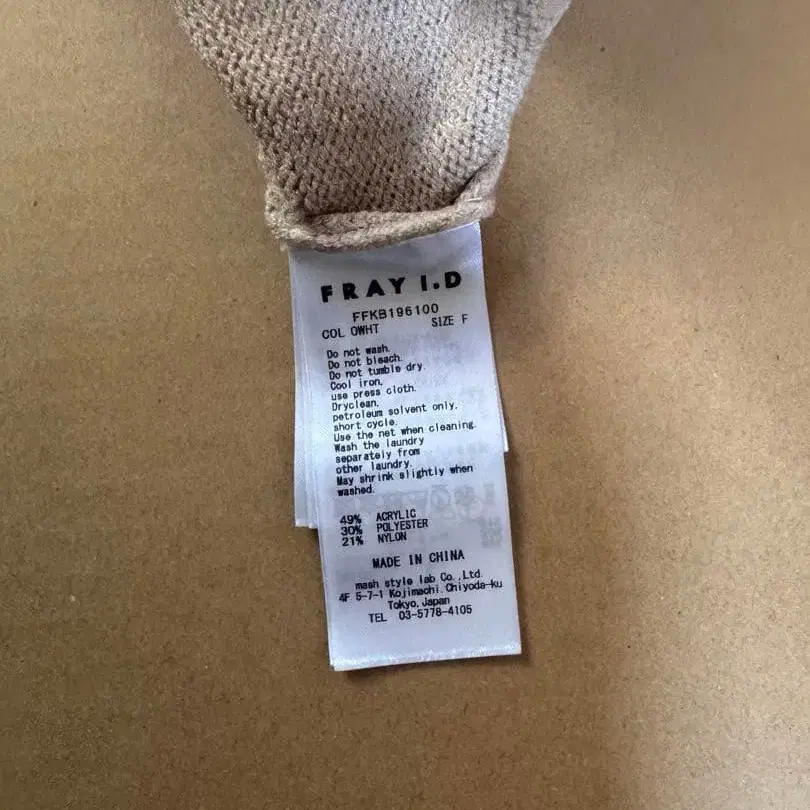 FRAY I.D
FFKB196100
COL OWHT SIZE F
Do not wash.
Do not bleach.
Do not tumble dry.
Cool iron,
use press cloth.
Dryclean,
petroleum solvent only.
short cycle.
Use the net when cleaning.
Wash the laundry
separately from
other laundry.
May shrink slightly when
washed.
49% ACRYLIC
30% POLYESTER
21% NYLON
MADE IN CHINA
mash style lab Co.,Ltd.
4F 5-7-1 Kojimachi.Chiyoda-ku
Tokyo.Japan
TEL 03-5778-4105